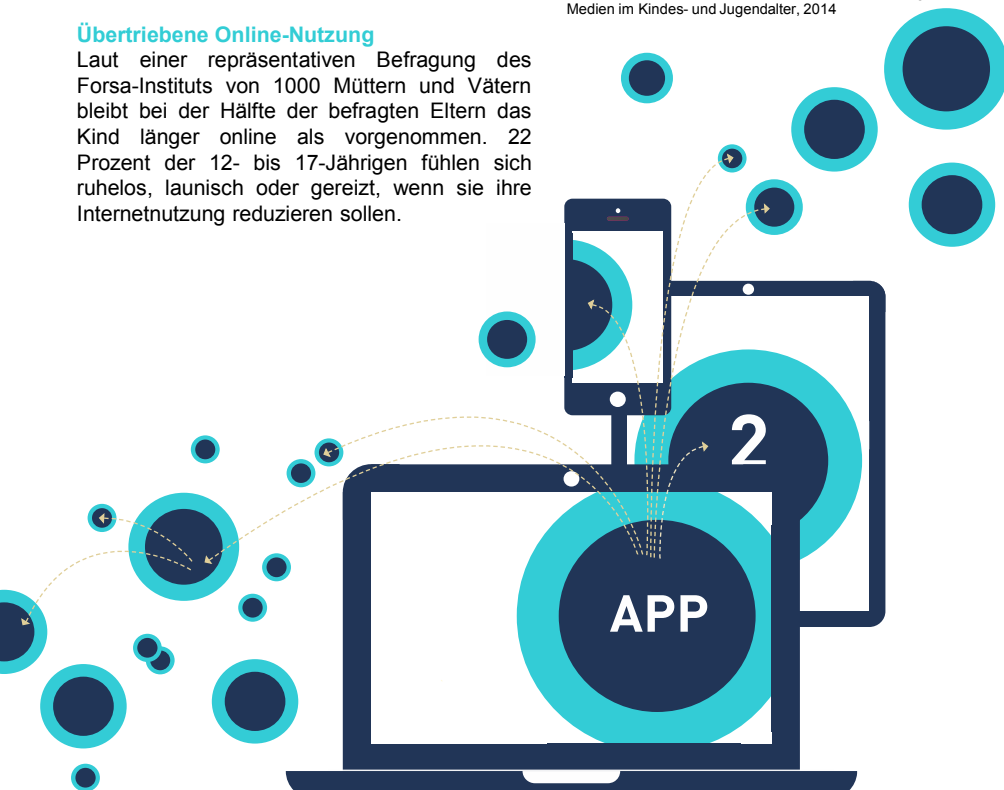 Medien im Kindes- und Jugendalter, 2014
Übertriebene Online-Nutzung
Laut einer repräsentativen Befragung des
Forsa-Instituts von 1000 Müttern und Vätern
bleibt bei der Hälfte der befragten Eltern das
Kind länger online als vorgenommen. 22
Prozent der 12- bis 17-Jährigen fühlen sich
ruhelos, launisch oder gereizt, wenn sie ihre
Internetnutzung reduzieren sollen.
2
APP